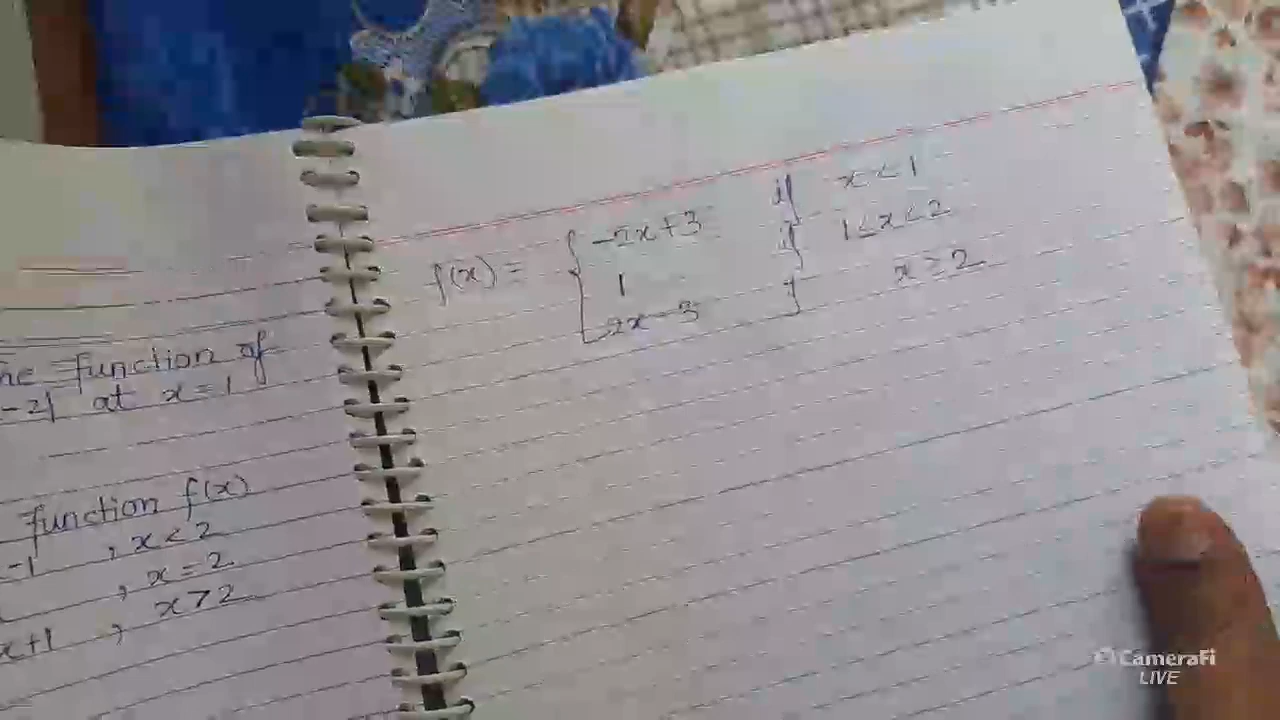 he function of
-2| at x=1
function f(x)
-1 , x<2
, x=2
x+1 , x>2
f(x) = { -2x+3 if x<1
1 if 1≤x<2
2x-3 if x≥2
CameraFi
LIVE